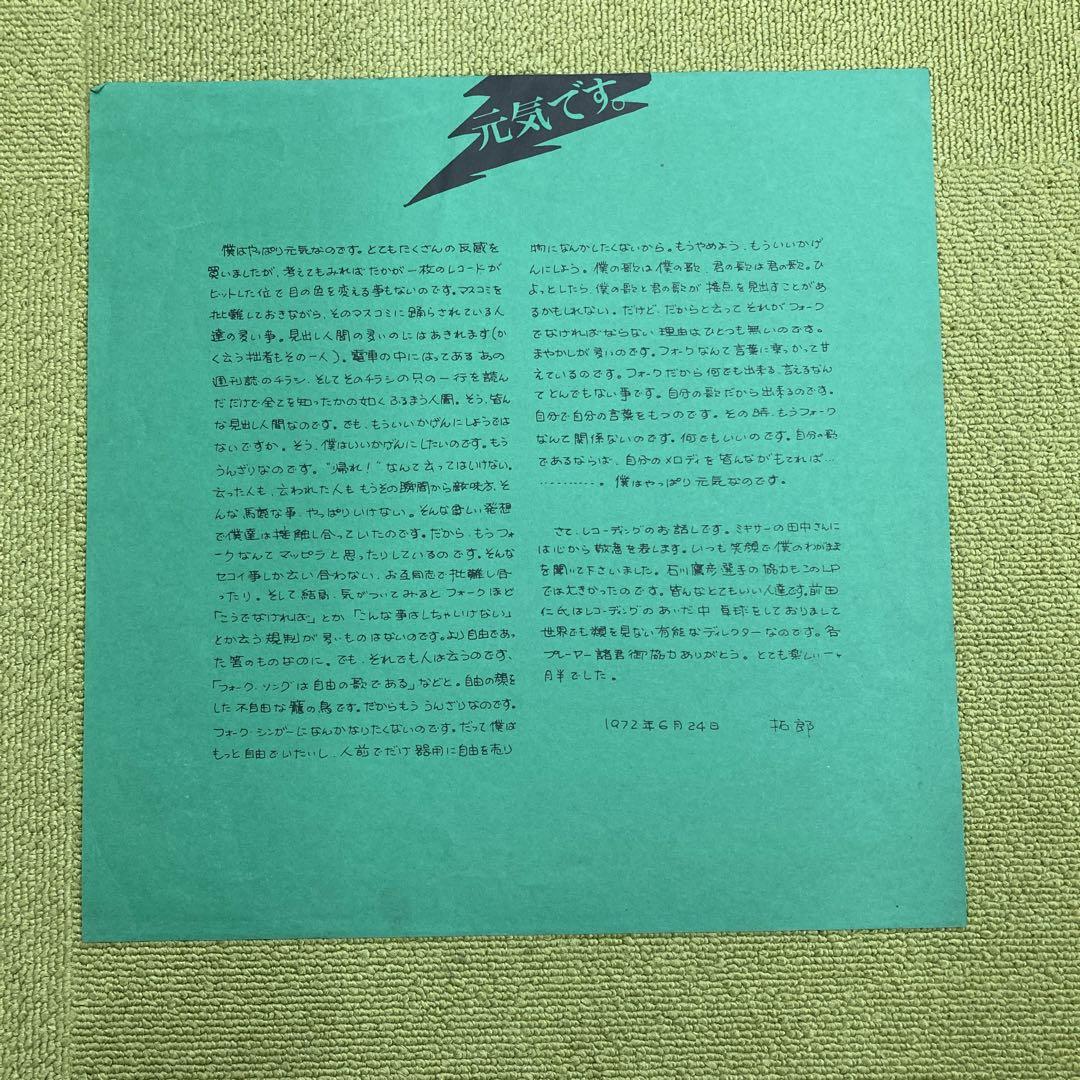 元気です。
僕はやっぱり元気なのです。とてもたくさんの反感を
買いましたが、考えてもみれば たかが一枚のレコードが
ヒットした位で目の色を変える事もないのです。マスコミを
批難しておきながら、そのマスコミに踊らされている人
達の多い事。見出し人間の多いのにはあきれます(か
く云う拙者もその一人)。電車の中にはってある あの
週刊誌のチラシ、そしてそのチラシの只の一行を読ん
だだけで全てを知ったかの如く ふるまう人間。そう、皆ん
な見出し人間なのです。でも、もういいかげんにしようでは
ないですか。そう、僕はいいかげんにしたいのです。もう
うんざりなのです。“帰れ!”なんて云ってはいけない。
云った人も、言われた人も もうその瞬間から敵味方、そ
んな馬鹿な事、やっぱりいけない。そんな貧しい発想
で僕達は接触し合っていたのです。だから、もうフォ
ークなんて マッピラと思ったりしているのです。そんな
セコイ事しか云い合わない、お互同志で批難し合
ったり。そして結局、気がついてみると フォークほど
「こうでなければ」とか「こんな事はしちゃいけない」
とか云う規制が多いものはないのです。より自由であっ
た筈のものなのに。でも、それでも人は云うのです、
「フォーク・ソングは自由の歌である」などと。自由の顔を
した不自由な籠の鳥です。だからもう うんざりなのです。
フォーク・シンガーになんかなりたくないのです。だって僕は
もっと自由でいたいし、人前でだけ器用に自由を売り
物になんかしたくないから。もうやめよう、もういいかげ
んにしよう。僕の歌は僕の歌、君の歌は君の歌。ひ
ょっとしたら、僕の歌と君の歌が接点を見出すことがあ
るかもしれない。だけど、だからと言って それがフォーク
でなければならない理由はひとつも無いのです。
まやかしが多いのです。フォークなんて言葉に乗っかって甘
えているのです。フォークだから何でも出来る、言えるなん
てとんでもない事です。自分の歌だから出来るのです。
自分で自分の言葉をもつのです。その時、もうフォーク
なんて関係ないのです。何でもいいのです。自分の歌
であるならば、自分のメロディを皆んながもてれば…
…………。僕はやっぱり元気なのです。
さて、レコーディングのお話しです。ミキサーの田中さんに
は心から敬意を表します。いつも笑顔で僕のわがまま
を聞いて下さいました。石川鷹彦選手の協力もこのLP
では大きかったのです。皆んなとてもいい人達です。前田
仁氏はレコーディングのあいだ中 草球をしておりまして
世界でも類を見ない有能なディレクターなのです。各
プレーヤー諸君御協力ありがとう。とても楽しい一ヶ
月半でした。
1972年6月24日 拓郎